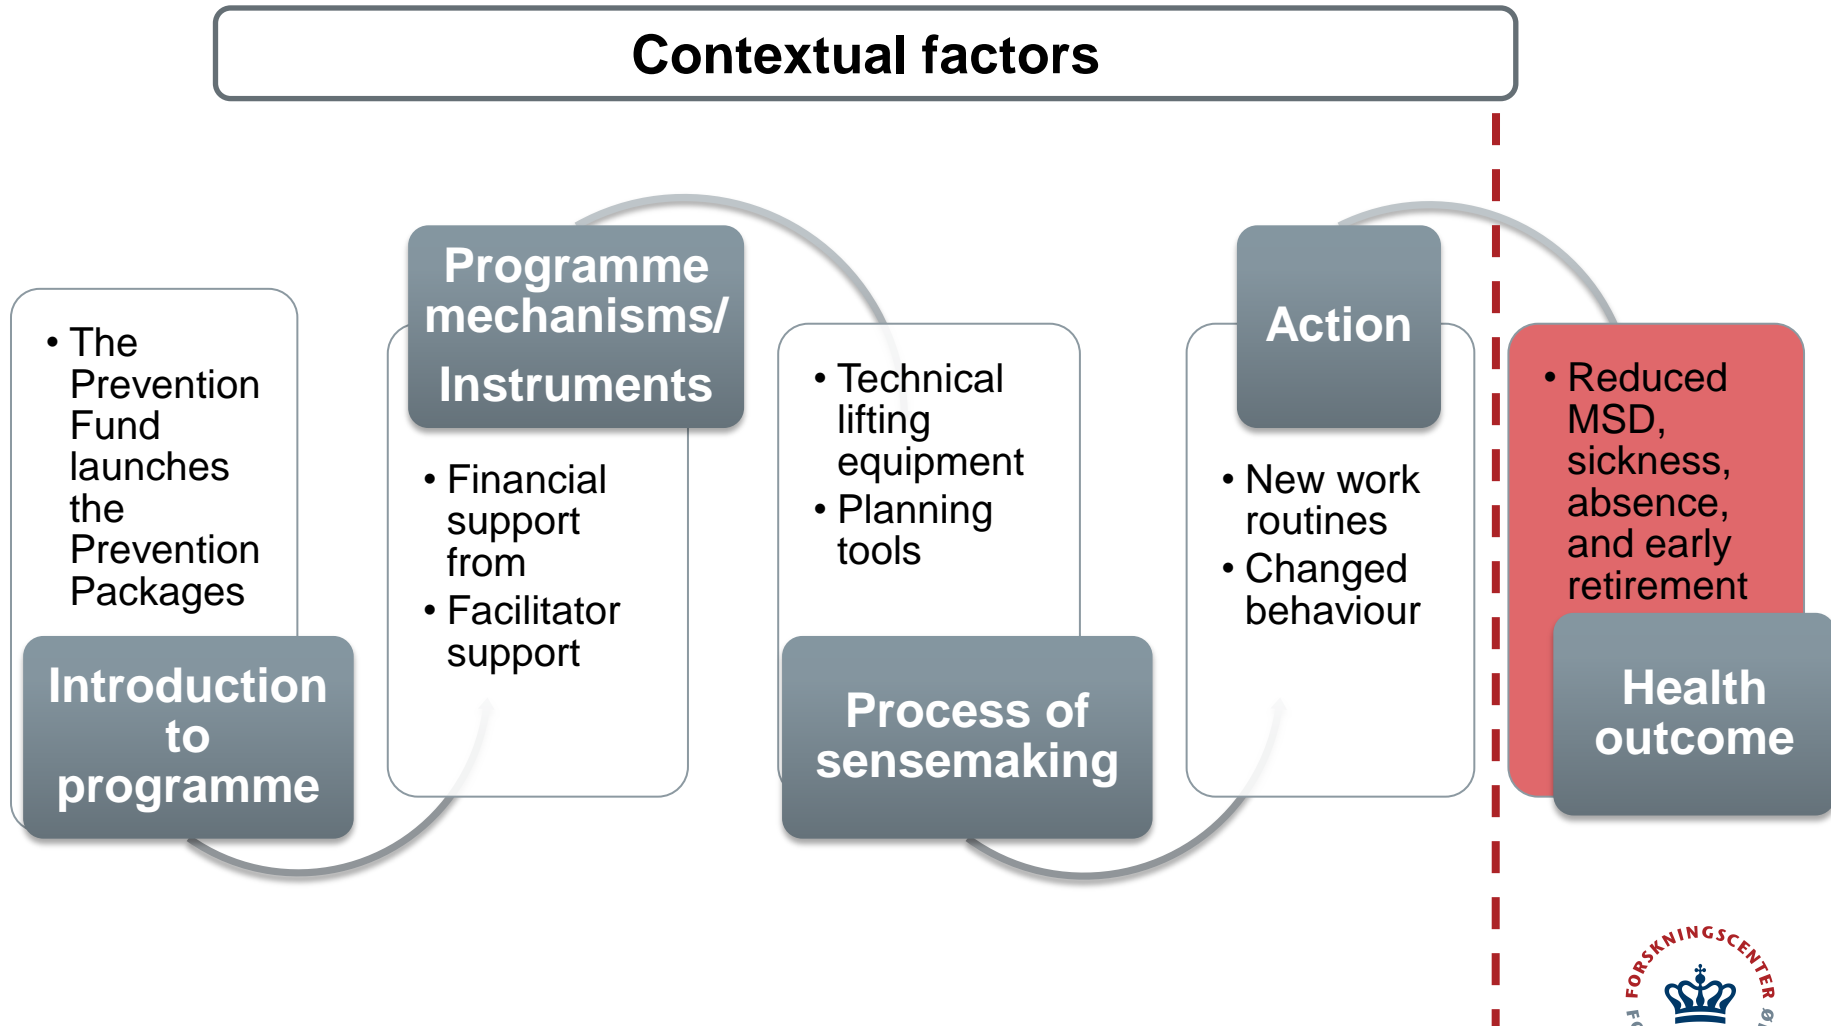 Contextual factors
• The
Prevention
Fund
launches
the
Prevention
Packages
Introduction
to
programme
Programme
mechanisms/
Instruments
• Financial
support
from
• Facilitator
support
• Technical
lifting
equipment
• Planning
tools
Process of
sensemaking
Action
• New work
routines
• Changed
behaviour
• Reduced
MSD,
sickness,
absence,
and early
retirement
Health
outcome
FORSKNINGSCENTER